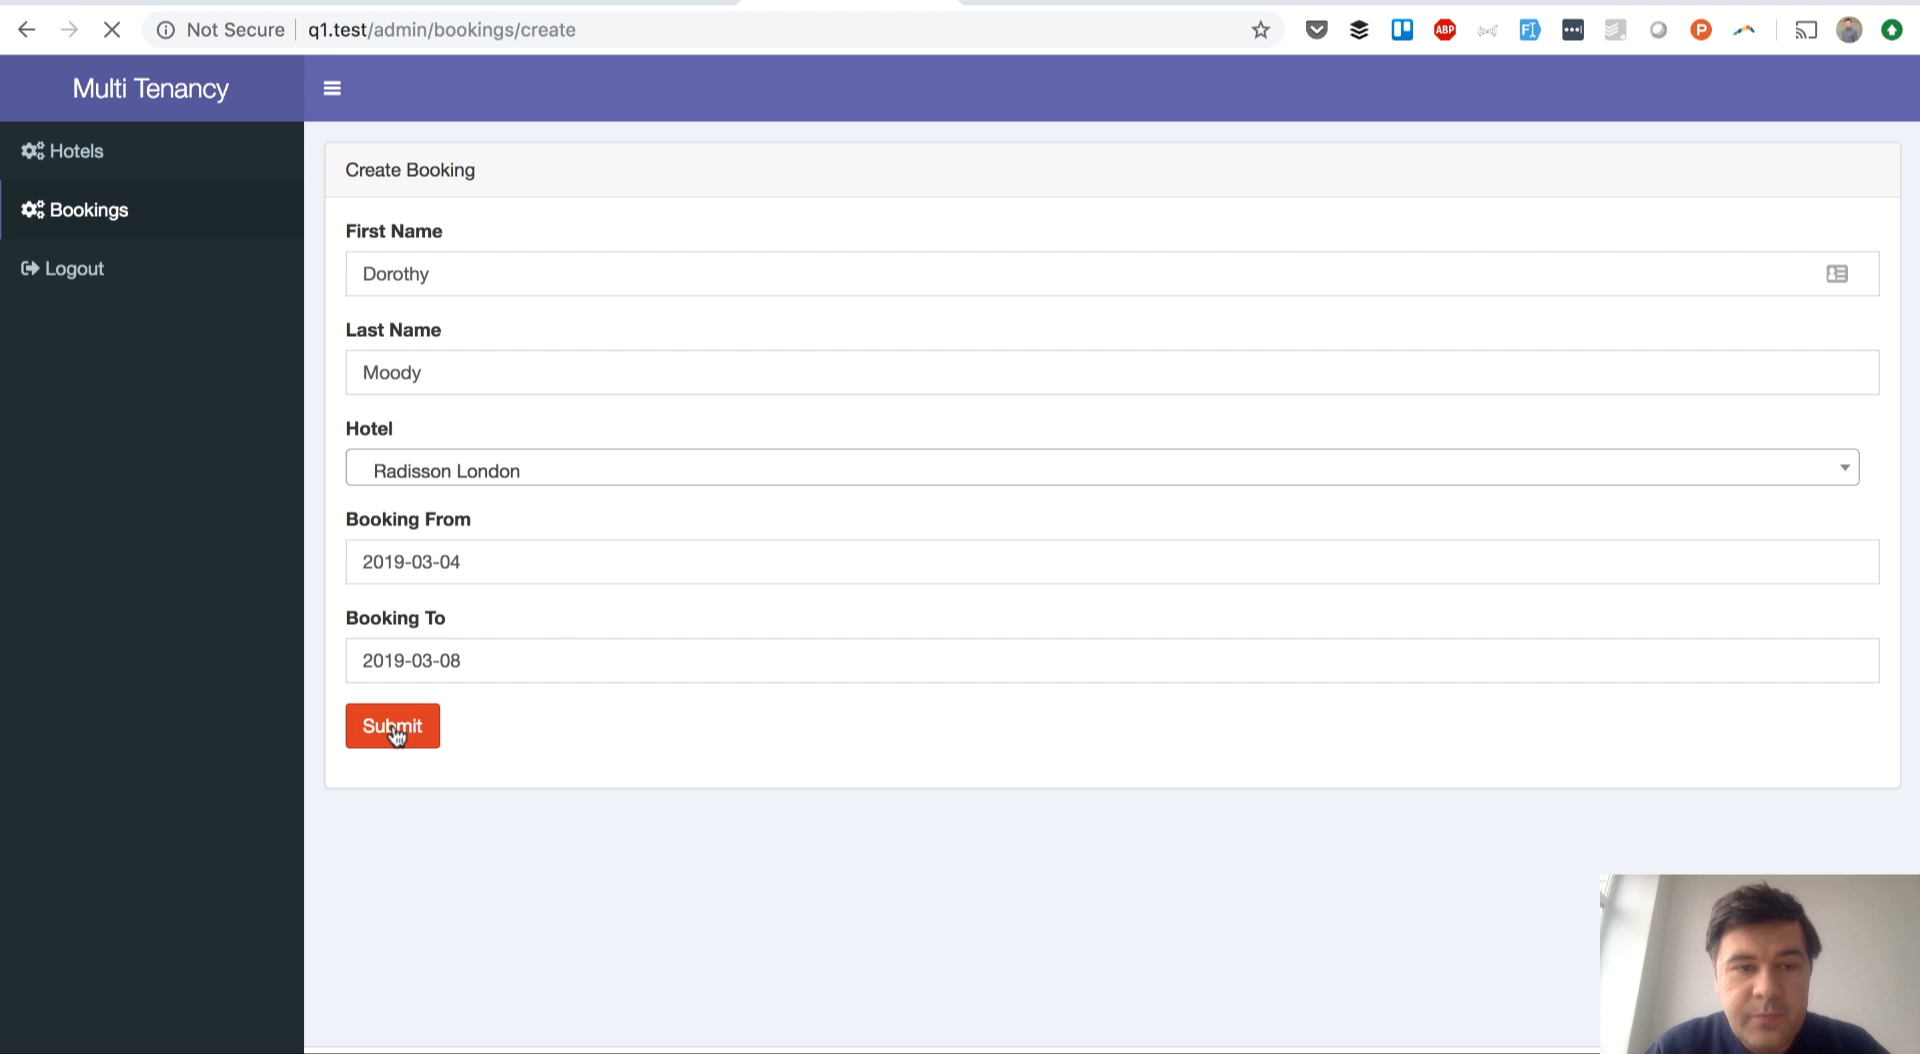 Not Secure q1.test/admin/bookings/create
ABP
P
Multi Tenancy
Hotels
Bookings
Logout
Create Booking
First Name
Dorothy
Last Name
Moody
Hotel
Radisson London
Booking From
2019-03-04
Booking To
2019-03-08
Submit